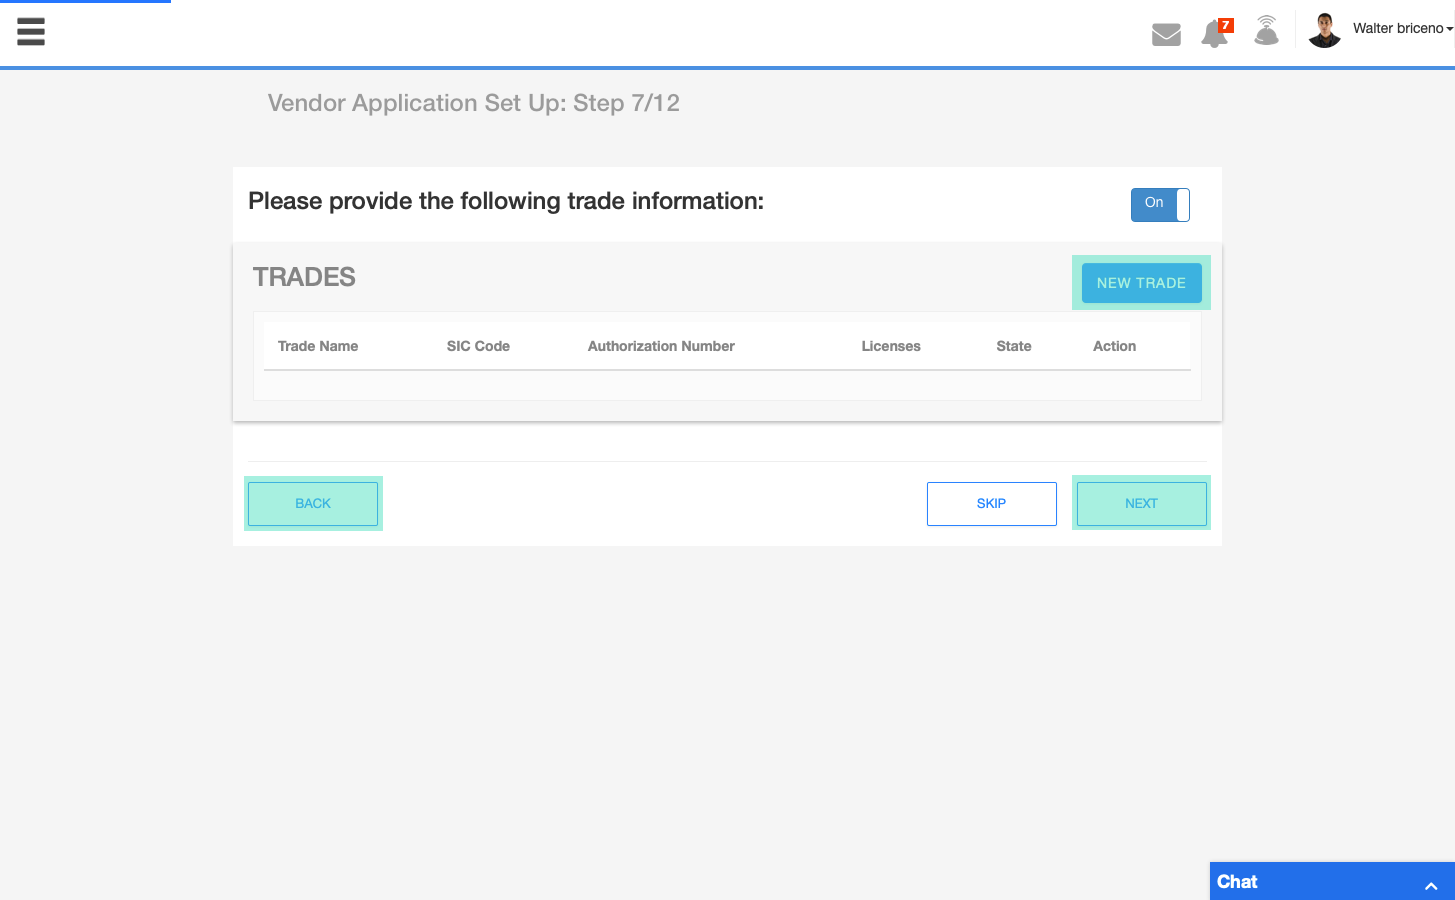 7
Walter briceno
Vendor Application Set Up: Step 7/12
Please provide the following trade information:
On
TRADES
NEW TRADE
Trade Name SIC Code Authorization Number Licenses State Action
BACK SKIP NEXT
Chat